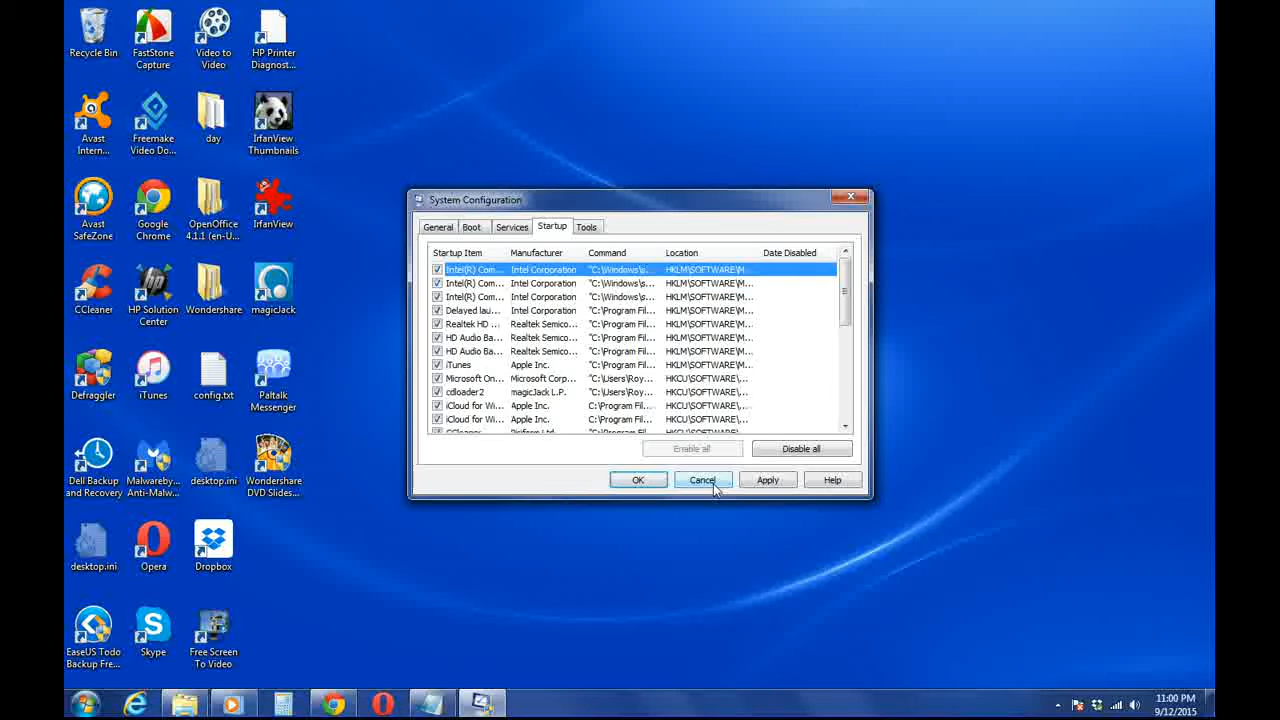 Recycle Bin
FastStone
Capture
Video to
Video
HP Printer
Diagnost...
Avast
Intern...
Freemake
Video Do...
day
IrfanView
Thumbnails
Avast
SafeZone
Google
Chrome
OpenOffice
4.1.1 (en-U...
IrfanView
CCleaner
HP Solution
Center
Wondershare
magicJack
Defraggler
iTunes
config.txt
Paltalk
Messenger
Dell Backup
and Recovery
Malwareby...
Anti-Malw...
desktop.ini
Wondershare
DVD Slides...
desktop.ini
Opera
Dropbox
EaseUS Todo
Backup Fre...
Skype
Free Screen
To Video
System Configuration
General Boot Services Startup Tools
Startup Item Manufacturer Command Location Date Disabled
Intel(R) Com... Intel Corporation "C:\Windows\s... HKLM\SOFTWARE\M...
Intel(R) Com... Intel Corporation "C:\Windows\s... HKLM\SOFTWARE\M...
Intel(R) Com... Intel Corporation "C:\Windows\s... HKLM\SOFTWARE\M...
Delayed lau... Intel Corporation "C:\Program Fil... HKLM\SOFTWARE\M...
Realtek HD ... Realtek Semico... "C:\Program Fil... HKLM\SOFTWARE\M...
HD Audio Ba... Realtek Semico... "C:\Program Fil... HKLM\SOFTWARE\M...
HD Audio Ba... Realtek Semico... "C:\Program Fil... HKLM\SOFTWARE\M...
iTunes Apple Inc. "C:\Program Fil... HKLM\SOFTWARE\M...
Microsoft On... Microsoft Corp... "C:\Users\Roy... HKCU\SOFTWARE\...
cdloader2 magicJack L.P. "C:\Users\Roy... HKCU\SOFTWARE\...
iCloud for Wi... Apple Inc. C:\Program Fil... HKCU\SOFTWARE\...
iCloud for Wi... Apple Inc. C:\Program Fil... HKCU\SOFTWARE\...
CCleaner Piriform Ltd "C:\Program Fil... HKCU\SOFTWARE\...
Enable all Disable all
OK Cancel Apply Help
11:00 PM
9/12/2015